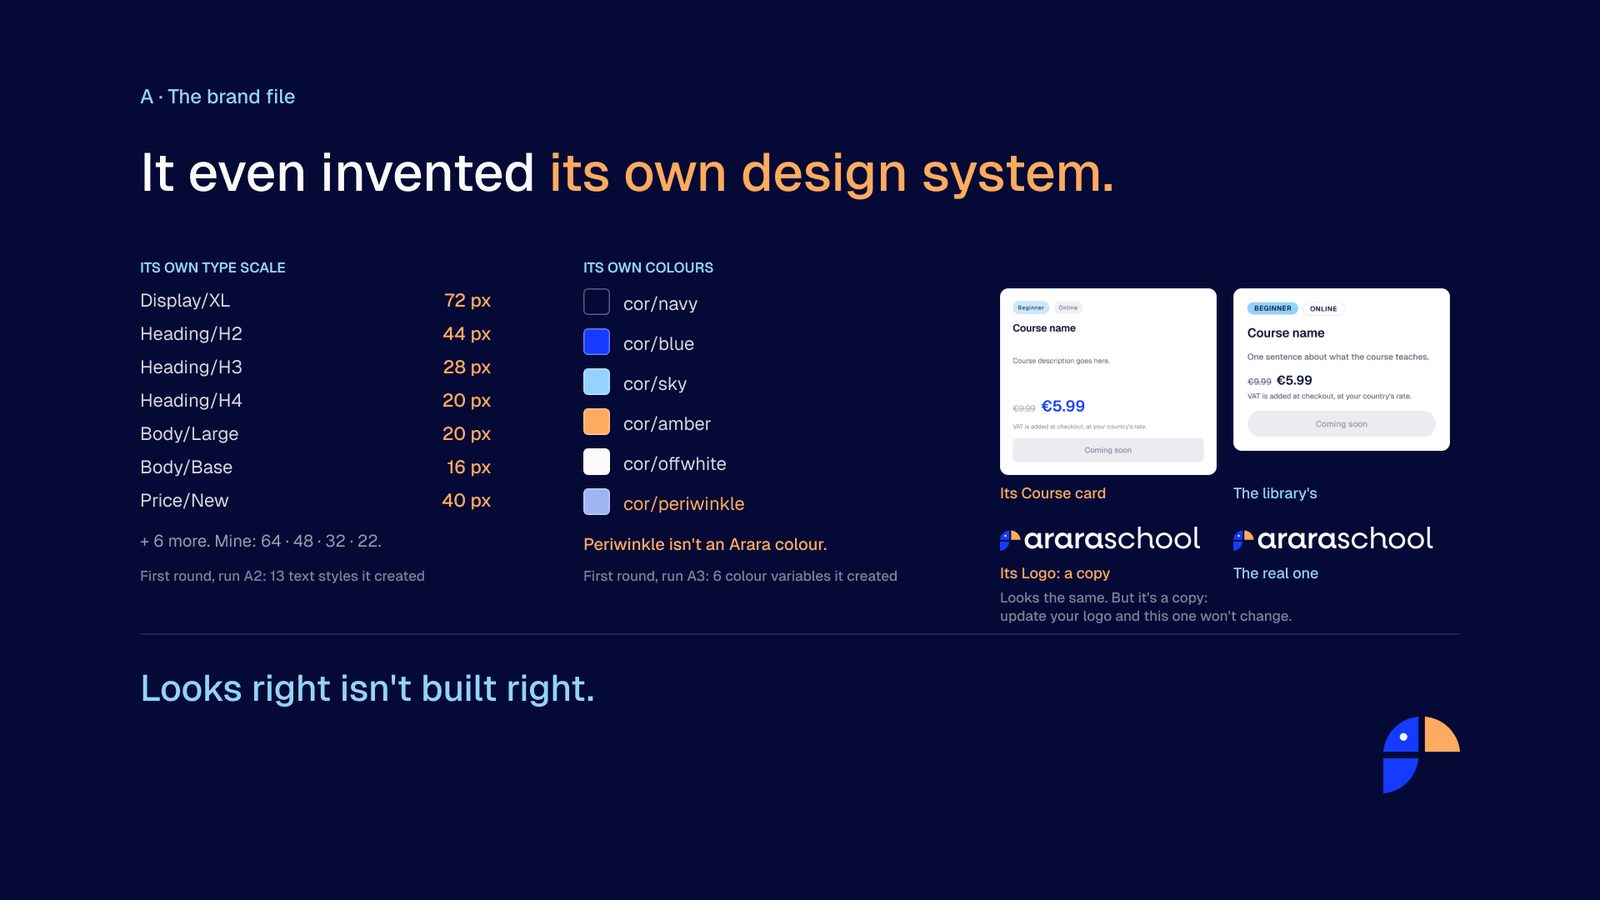 A · The brand file
It even invented its own design system.
ITS OWN TYPE SCALE
Display/XL 72 px
Heading/H2 44 px
Heading/H3 28 px
Heading/H4 20 px
Body/Large 20 px
Body/Base 16 px
Price/New 40 px
+ 6 more. Mine: 64 · 48 · 32 · 22.
First round, run A2: 13 text styles it created
ITS OWN COLOURS
cor/navy
cor/blue
cor/sky
cor/amber
cor/offwhite
cor/periwinkle
Periwinkle isn't an Arara colour.
First round, run A3: 6 colour variables it created
Beginner Online
Course name
Course description goes here.
€9.99 €5.99
VAT is added at checkout, at your country's rate.
Coming soon
Its Course card
BEGINNER ONLINE
Course name
One sentence about what the course teaches.
€9.99 €5.99
VAT is added at checkout, at your country's rate.
Coming soon
The library's
araraschool
Its Logo: a copy
araraschool
The real one
Looks the same. But it's a copy:
update your logo and this one won't change.
Looks right isn't built right.